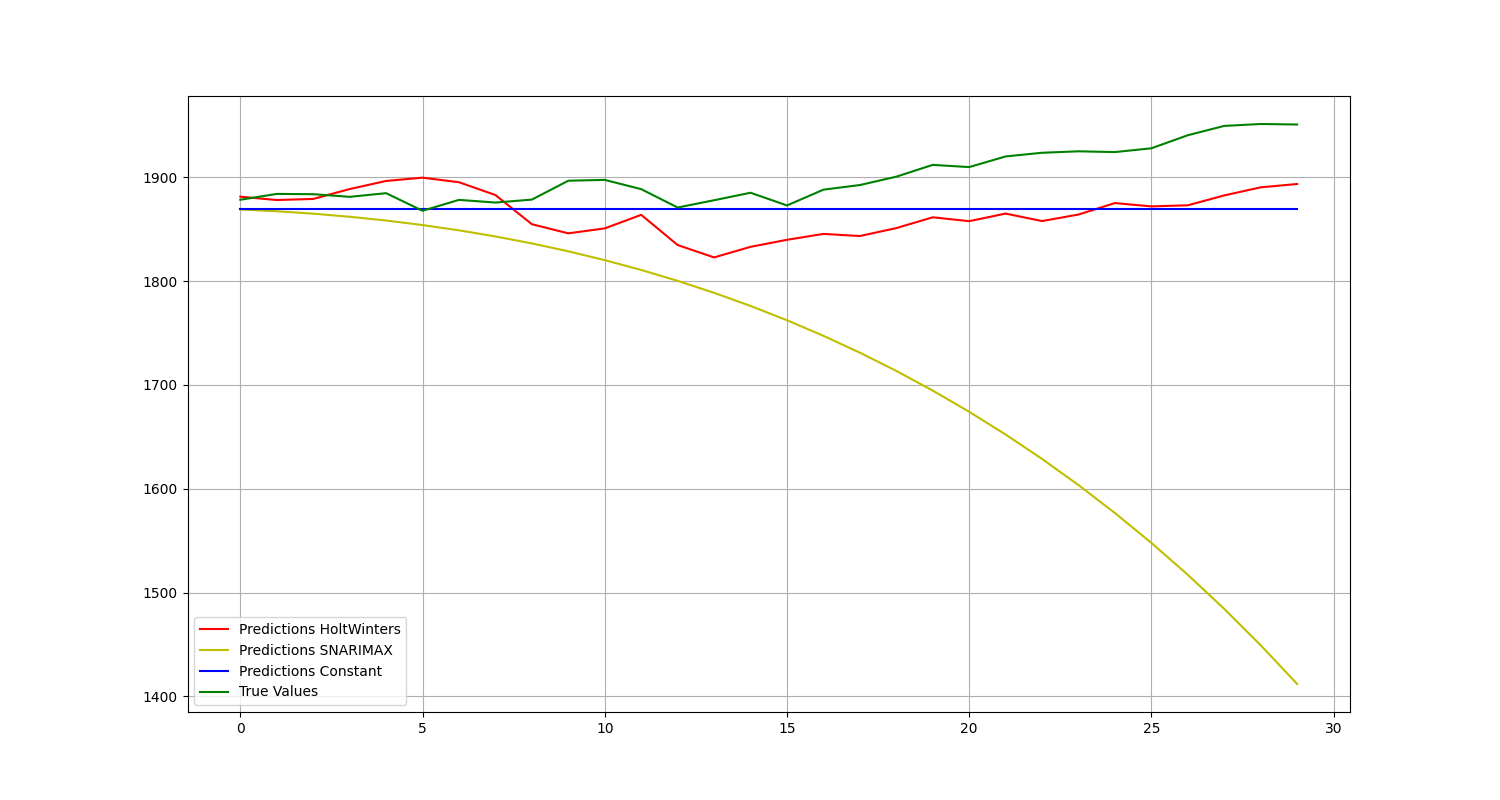 1900
1800
1700
1600
1500
1400
Predictions HoltWinters
Predictions SNARIMAX
Predictions Constant
True Values
0 5 10 15 20 25 30